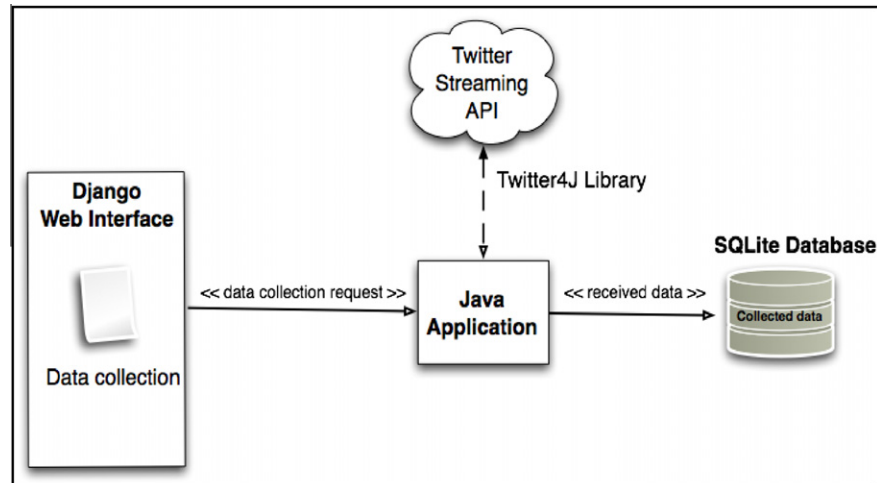 Twitter
Streaming
API
Twitter4J Library
Django
Web Interface
Data collection
<< data collection request >>
Java
Application
<< received data >>
SQLite Database
Collected data